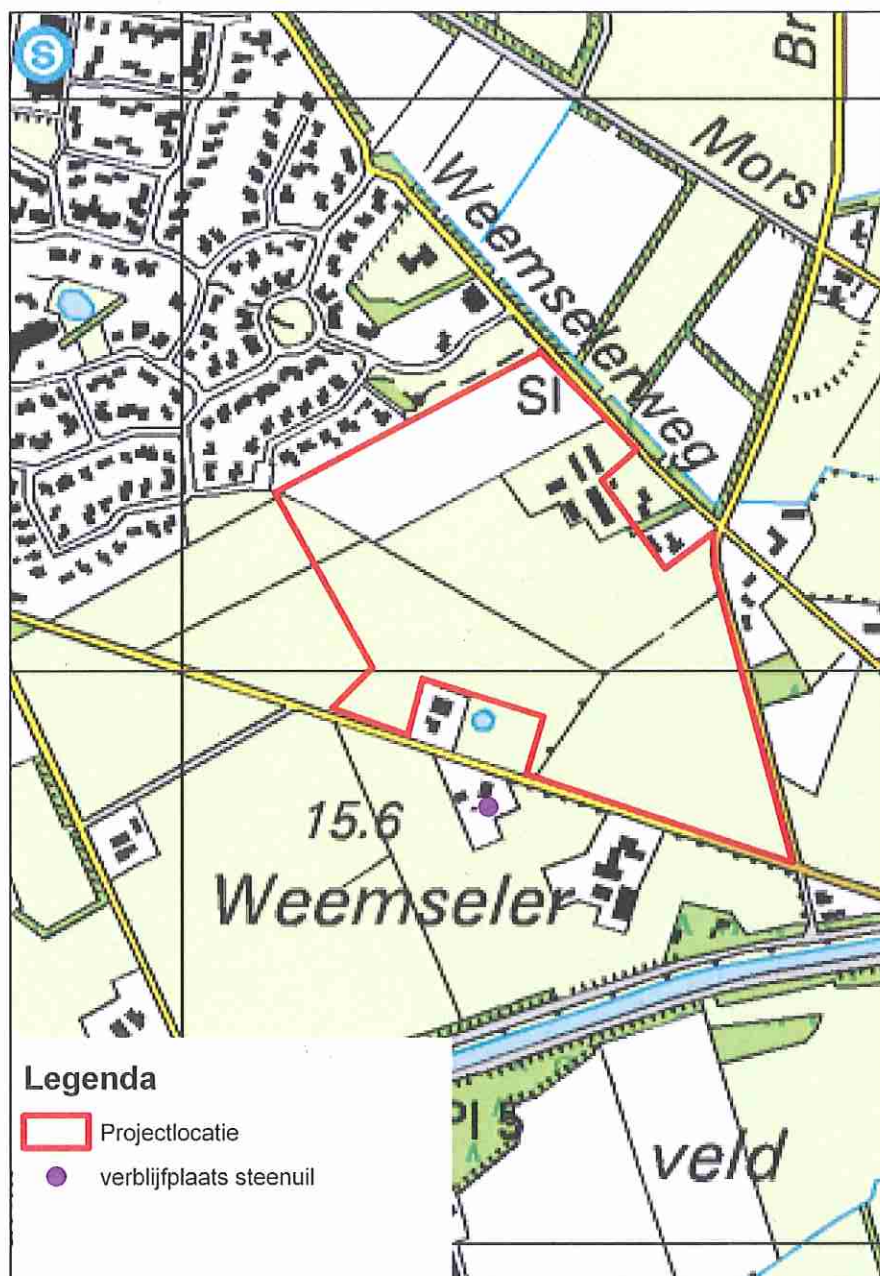 S
Br
Mors
Weemselerweg
Sl
15.6
Weemseler
Pl 5
veld
Legenda
Projectlocatie
verblijfplaats steenuil